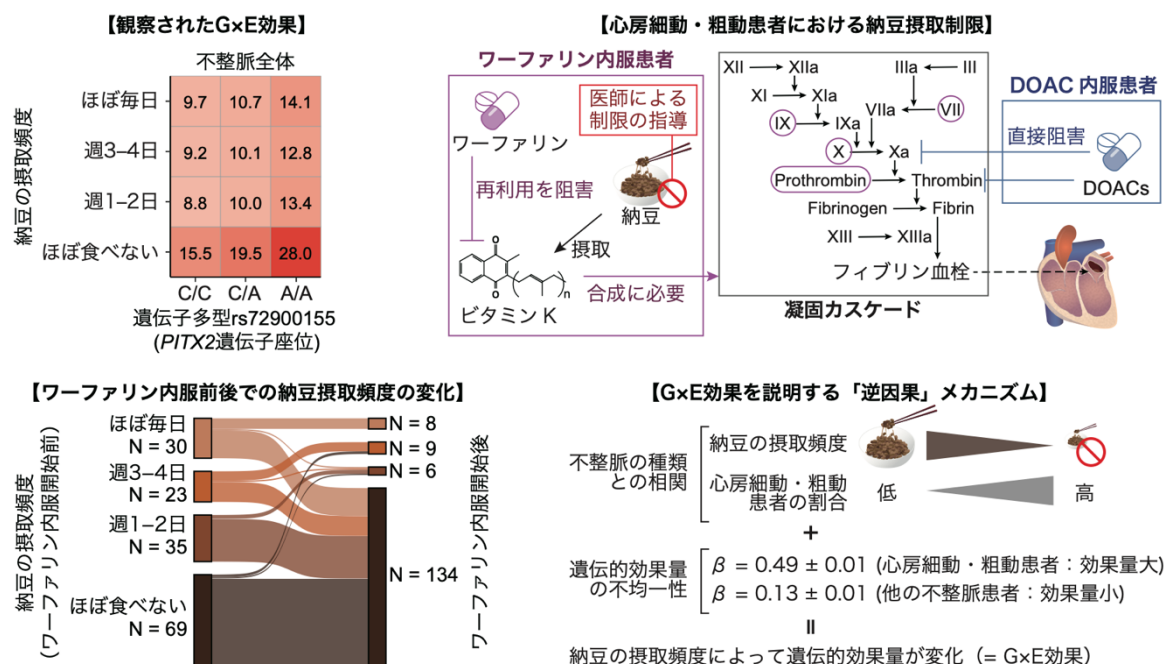 【観察されたG×E効果】
不整脈全体
納豆の摂取頻度
ほぼ毎日 9.7 10.7 14.1
週3–4日 9.2 10.1 12.8
週1–2日 8.8 10.0 13.4
ほぼ食べない 15.5 19.5 28.0
C/C C/A A/A
遺伝子多型rs72900155
(PITX2遺伝子座位)
【心房細動・粗動患者における納豆摂取制限】
ワーファリン内服患者
ワーファリン
医師による
制限の指導
再利用を阻害
納豆
摂取
n
ビタミン K
合成に必要
O
O
XII XIIa IIIa III
XI XIa VIIa VII
IX IXa
X Xa
Prothrombin Thrombin
Fibrinogen Fibrin
XIII XIIIa
フィブリン血栓
凝固カスケード
DOAC 内服患者
直接阻害
DOACs
【ワーファリン内服前後での納豆摂取頻度の変化】
納豆の摂取頻度
(ワーファリン内服開始前)
ほぼ毎日
N = 30
週3–4日
N = 23
週1–2日
N = 35
ほぼ食べない
N = 69
N = 8
N = 9
N = 6
N = 134
ワーファリン内服開始後
【G×E効果を説明する「逆因果」メカニズム】
不整脈の種類
との相関
納豆の摂取頻度
心房細動・粗動
患者の割合
低 高
+
遺伝的効果量
の不均一性
β = 0.49 ± 0.01 (心房細動・粗動患者：効果量大)
β = 0.13 ± 0.01 (他の不整脈患者：効果量小)
=
納豆の摂取頻度によって遺伝的効果量が変化（= G×E効果）